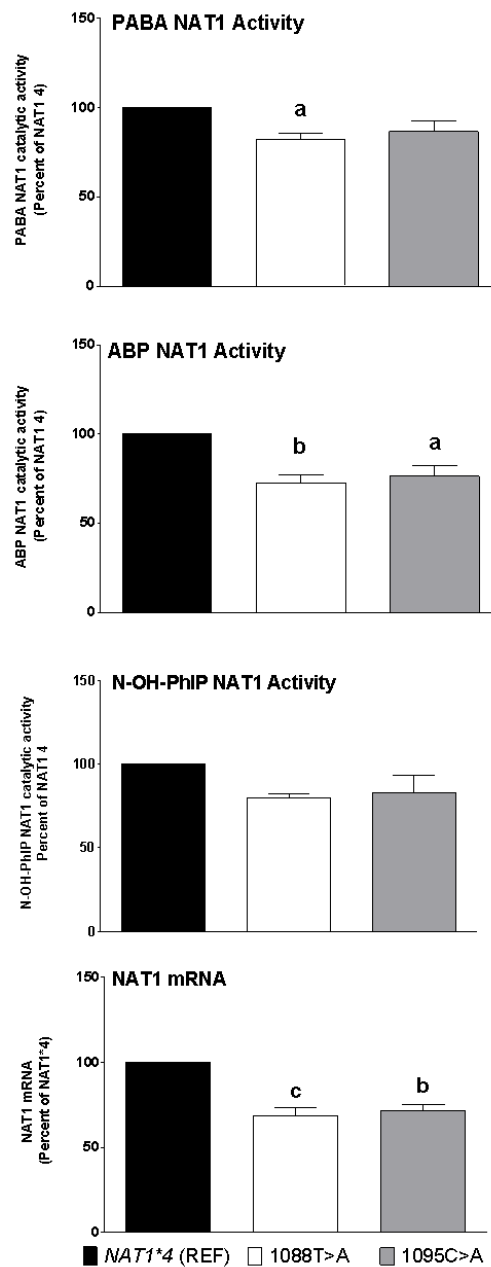 PABA NAT1 Activity
PABA NAT1 catalytic activity
(Percent of NAT1 4)
150
100
50
0
a
ABP NAT1 Activity
ABP NAT1 catalytic activity
(Percent of NAT1 4)
150
100
50
0
b
a
N-OH-PhIP NAT1 Activity
N-OH-PhIP NAT1 catalytic activity
Percent of NAT1 4
150
100
50
0
NAT1 mRNA
NAT1 mRNA
(Percent of NAT1*4)
150
100
50
0
c
b
NAT1*4 (REF) 1088T>A 1095C>A